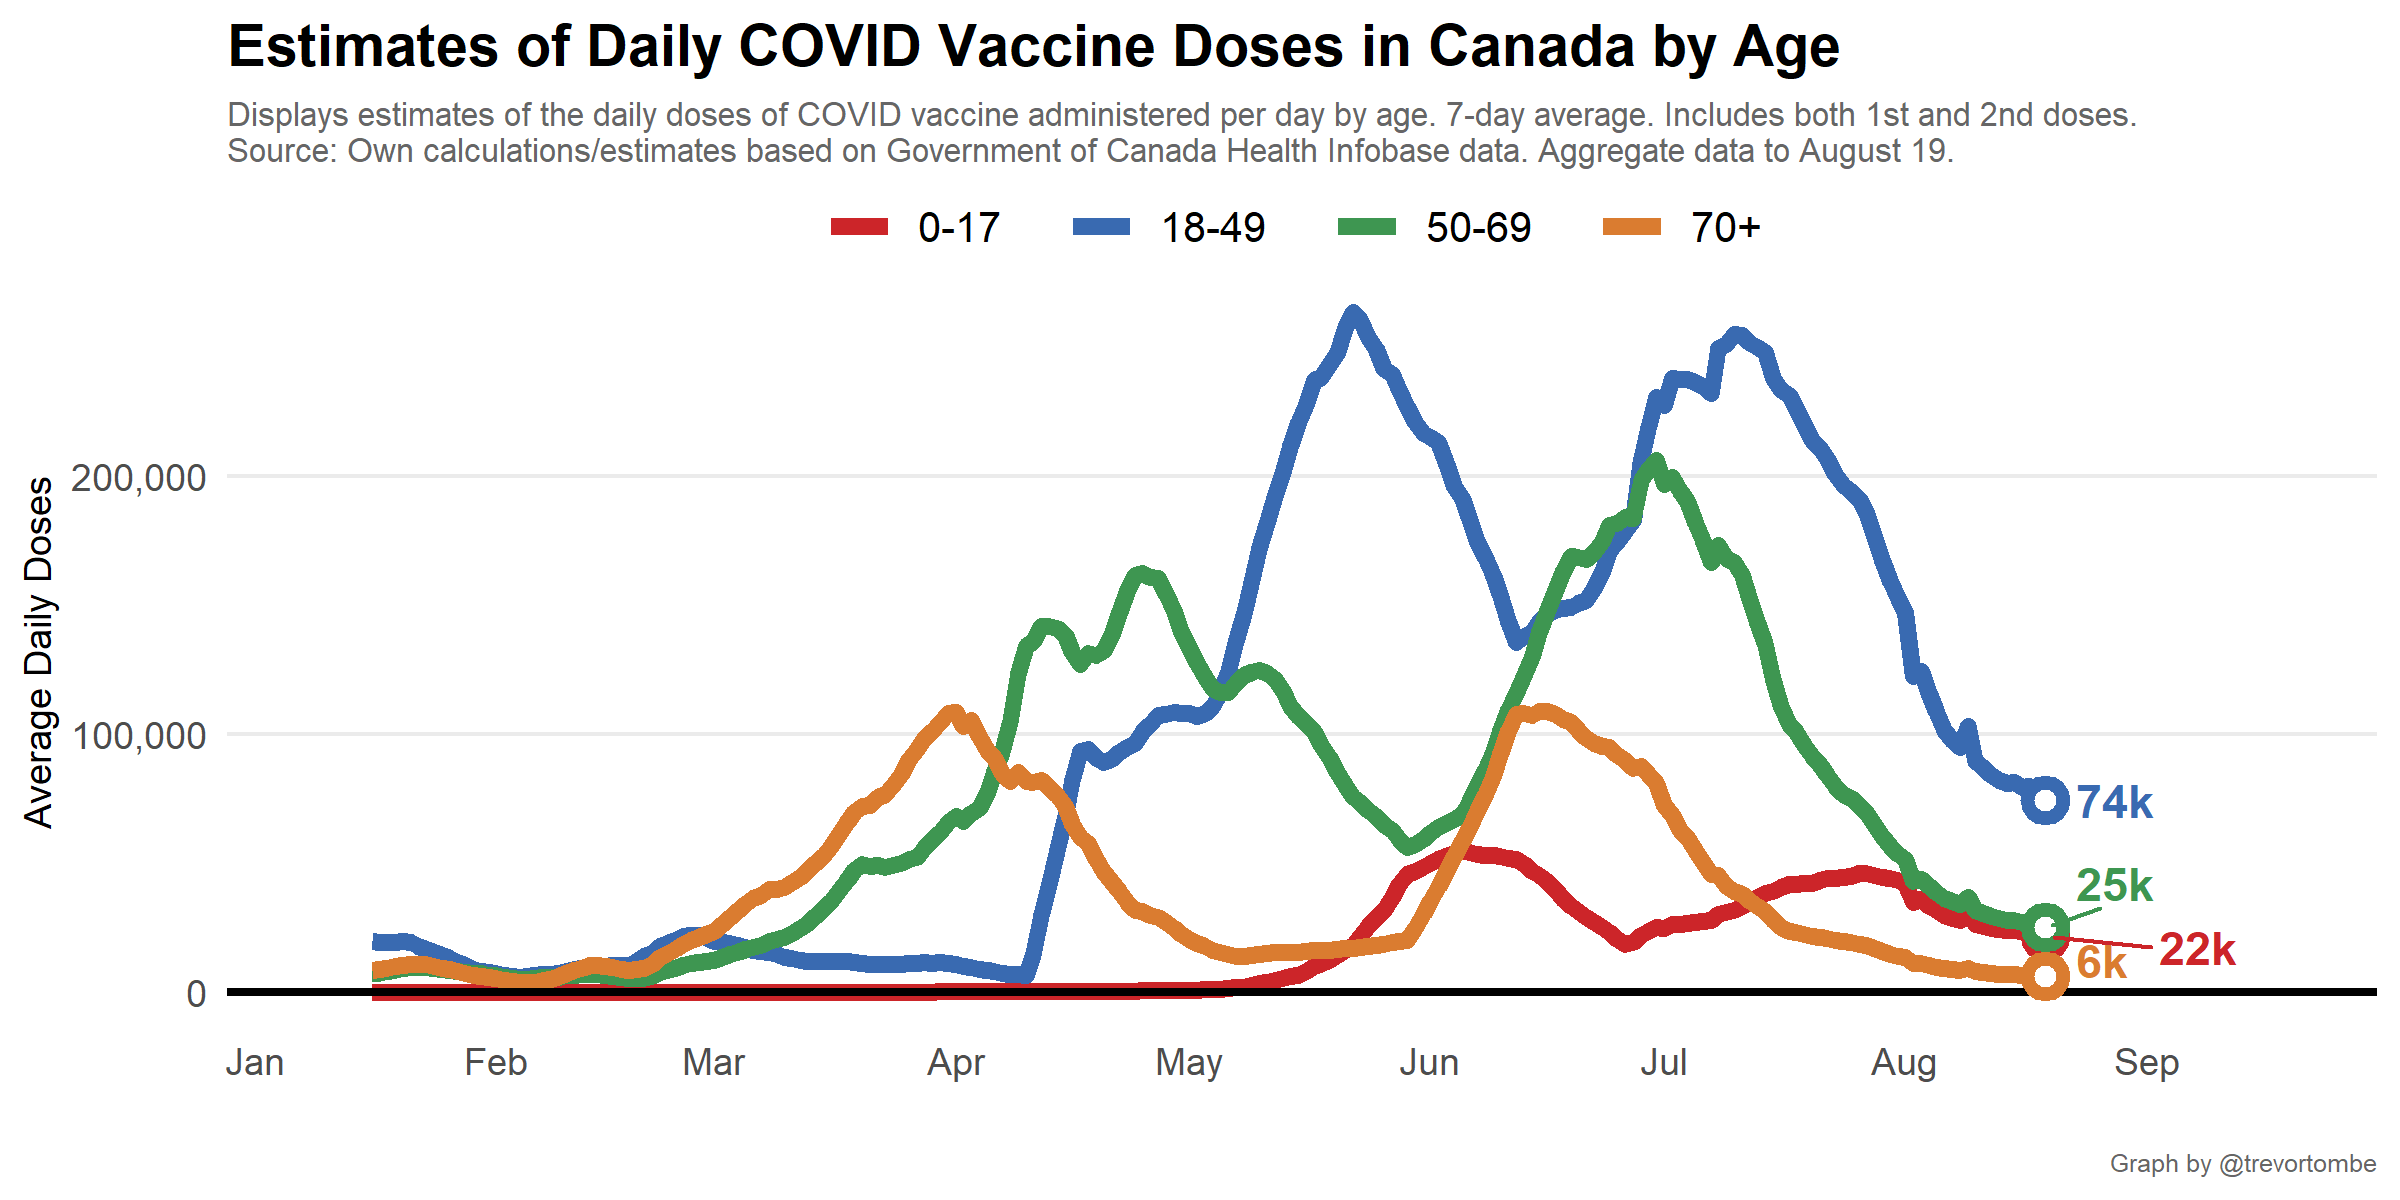 Estimates of Daily COVID Vaccine Doses in Canada by Age
Displays estimates of the daily doses of COVID vaccine administered per day by age. 7-day average. Includes both 1st and 2nd doses.
Source: Own calculations/estimates based on Government of Canada Health Infobase data. Aggregate data to August 19.
0-17 18-49 50-69 70+
Average Daily Doses
200,000
100,000
0
74k
25k
22k
6k
Jan Feb Mar Apr May Jun Jul Aug Sep
Graph by @trevortombe